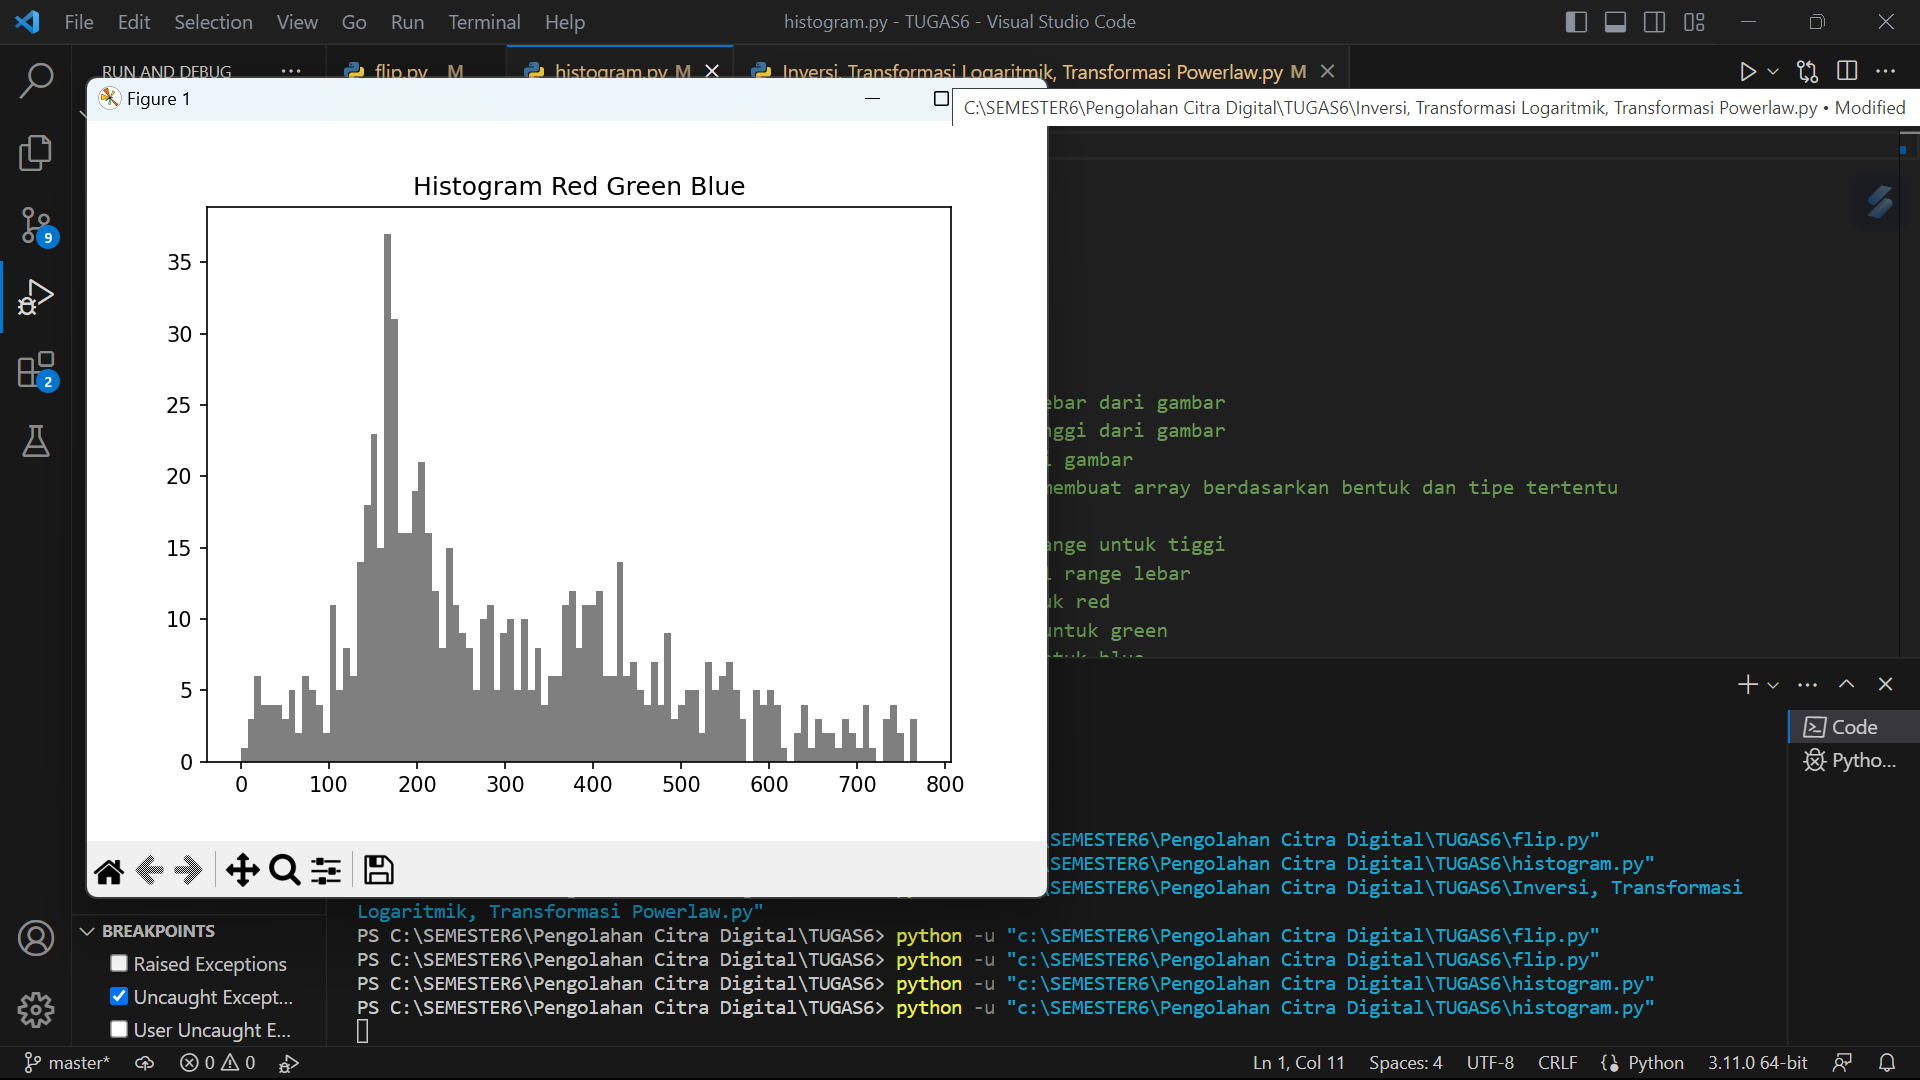 File Edit Selection View Go Run Terminal Help histogram.py - TUGAS6 - Visual Studio Code
RUN AND DEBUG ... flip.py M histogram.py M Inversi, Transformasi Logaritmik, Transformasi Powerlaw.py M
Figure 1
C:\SEMESTER6\Pengolahan Citra Digital\TUGAS6\Inversi, Transformasi Logaritmik, Transformasi Powerlaw.py • Modified
Histogram Red Green Blue
35
30
25
20
15
10
5
0
0 100 200 300 400 500 600 700 800
9
2
ebar dari gambar
nggi dari gambar
i gambar
membuat array berdasarkan bentuk dan tipe tertentu
ange untuk tiggi
l range lebar
uk red
untuk green
Code
Pytho...
\SEMESTER6\Pengolahan Citra Digital\TUGAS6\flip.py"
\SEMESTER6\Pengolahan Citra Digital\TUGAS6\histogram.py"
\SEMESTER6\Pengolahan Citra Digital\TUGAS6\Inversi, Transformasi
Logaritmik, Transformasi Powerlaw.py"
PS C:\SEMESTER6\Pengolahan Citra Digital\TUGAS6> python -u "c:\SEMESTER6\Pengolahan Citra Digital\TUGAS6\flip.py"
PS C:\SEMESTER6\Pengolahan Citra Digital\TUGAS6> python -u "c:\SEMESTER6\Pengolahan Citra Digital\TUGAS6\flip.py"
PS C:\SEMESTER6\Pengolahan Citra Digital\TUGAS6> python -u "c:\SEMESTER6\Pengolahan Citra Digital\TUGAS6\histogram.py"
PS C:\SEMESTER6\Pengolahan Citra Digital\TUGAS6> python -u "c:\SEMESTER6\Pengolahan Citra Digital\TUGAS6\histogram.py"
BREAKPOINTS
Raised Exceptions
Uncaught Except...
User Uncaught E...
master* 0 0 Ln 1, Col 11 Spaces: 4 UTF-8 CRLF Python 3.11.0 64-bit